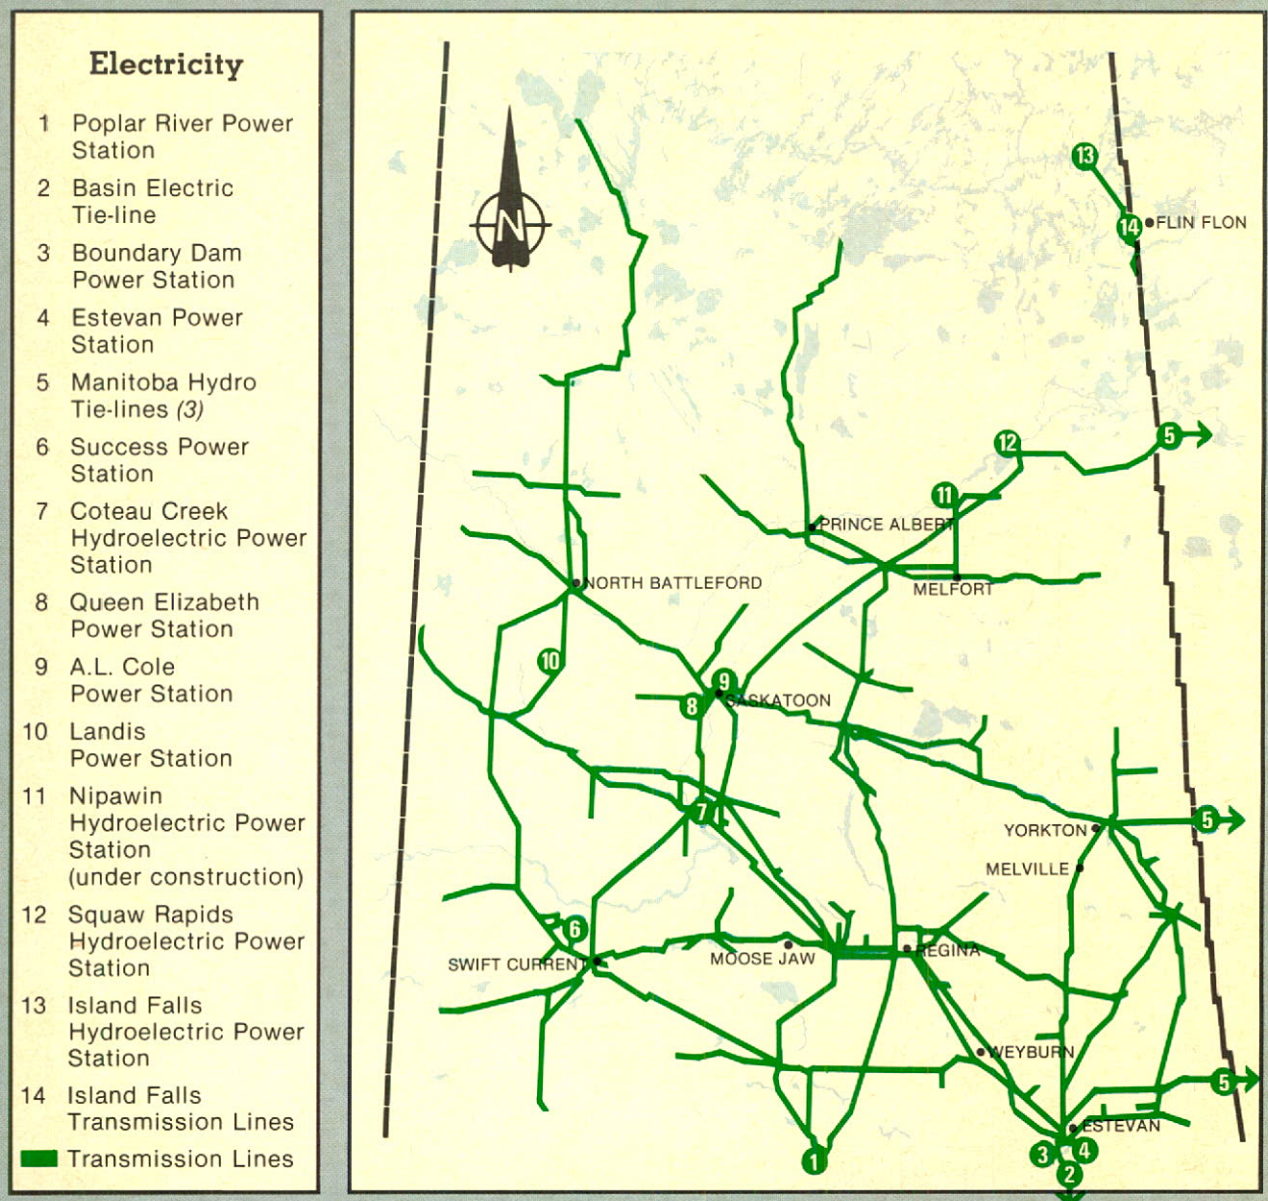 Electricity
1 Poplar River Power
Station
2 Basin Electric
Tie-line
3 Boundary Dam
Power Station
4 Estevan Power
Station
5 Manitoba Hydro
Tie-lines (3)
6 Success Power
Station
7 Coteau Creek
Hydroelectric Power
Station
8 Queen Elizabeth
Power Station
9 A.L. Cole
Power Station
10 Landis
Power Station
11 Nipawin
Hydroelectric Power
Station
(under construction)
12 Squaw Rapids
Hydroelectric Power
Station
13 Island Falls
Hydroelectric Power
Station
14 Island Falls
Transmission Lines
Transmission Lines
13
N
14
FLIN FLON
5
12
11
PRINCE ALBERT
NORTH BATTLEFORD
MELFORT
10
9
8
SASKATOON
7
5
YORKTON
MELVILLE
6
REGINA
MOOSE JAW
SWIFT CURRENT
WEYBURN
5
ESTEVAN
1
3
4
2